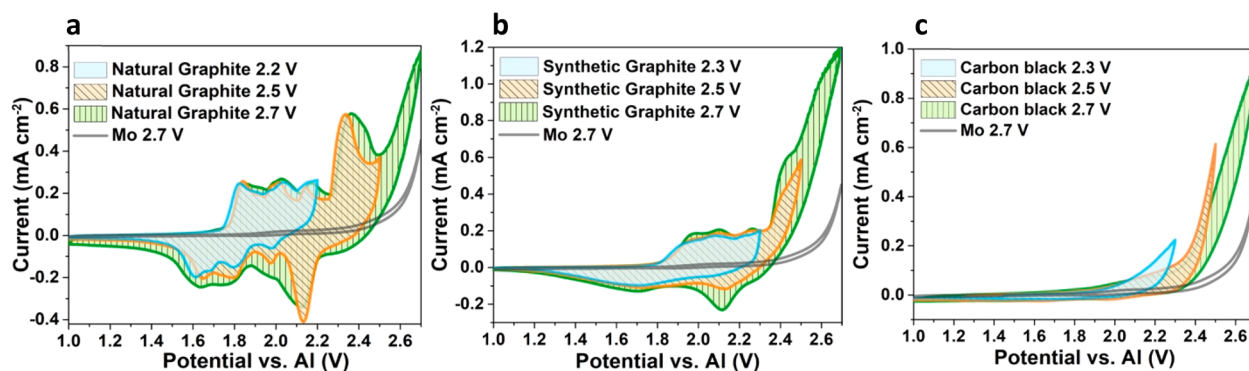 a
Natural Graphite 2.2 V
Natural Graphite 2.5 V
Natural Graphite 2.7 V
Mo 2.7 V
0.8
0.6
0.4
0.2
0.0
-0.2
-0.4
Current (mA cm-2)
1.0 1.2 1.4 1.6 1.8 2.0 2.2 2.4 2.6
Potential vs. Al (V)
b
Synthetic Graphite 2.3 V
Synthetic Graphite 2.5 V
Synthetic Graphite 2.7 V
Mo 2.7 V
1.2
1.0
0.8
0.6
0.4
0.2
0.0
-0.2
Current (mA cm-2)
1.0 1.2 1.4 1.6 1.8 2.0 2.2 2.4 2.6
Potential vs. Al (V)
c
Carbon black 2.3 V
Carbon black 2.5 V
Carbon black 2.7 V
Mo 2.7 V
1.0
0.8
0.6
0.4
0.2
0.0
Current (mA cm-2)
1.0 1.2 1.4 1.6 1.8 2.0 2.2 2.4 2.6
Potential vs. Al (V)